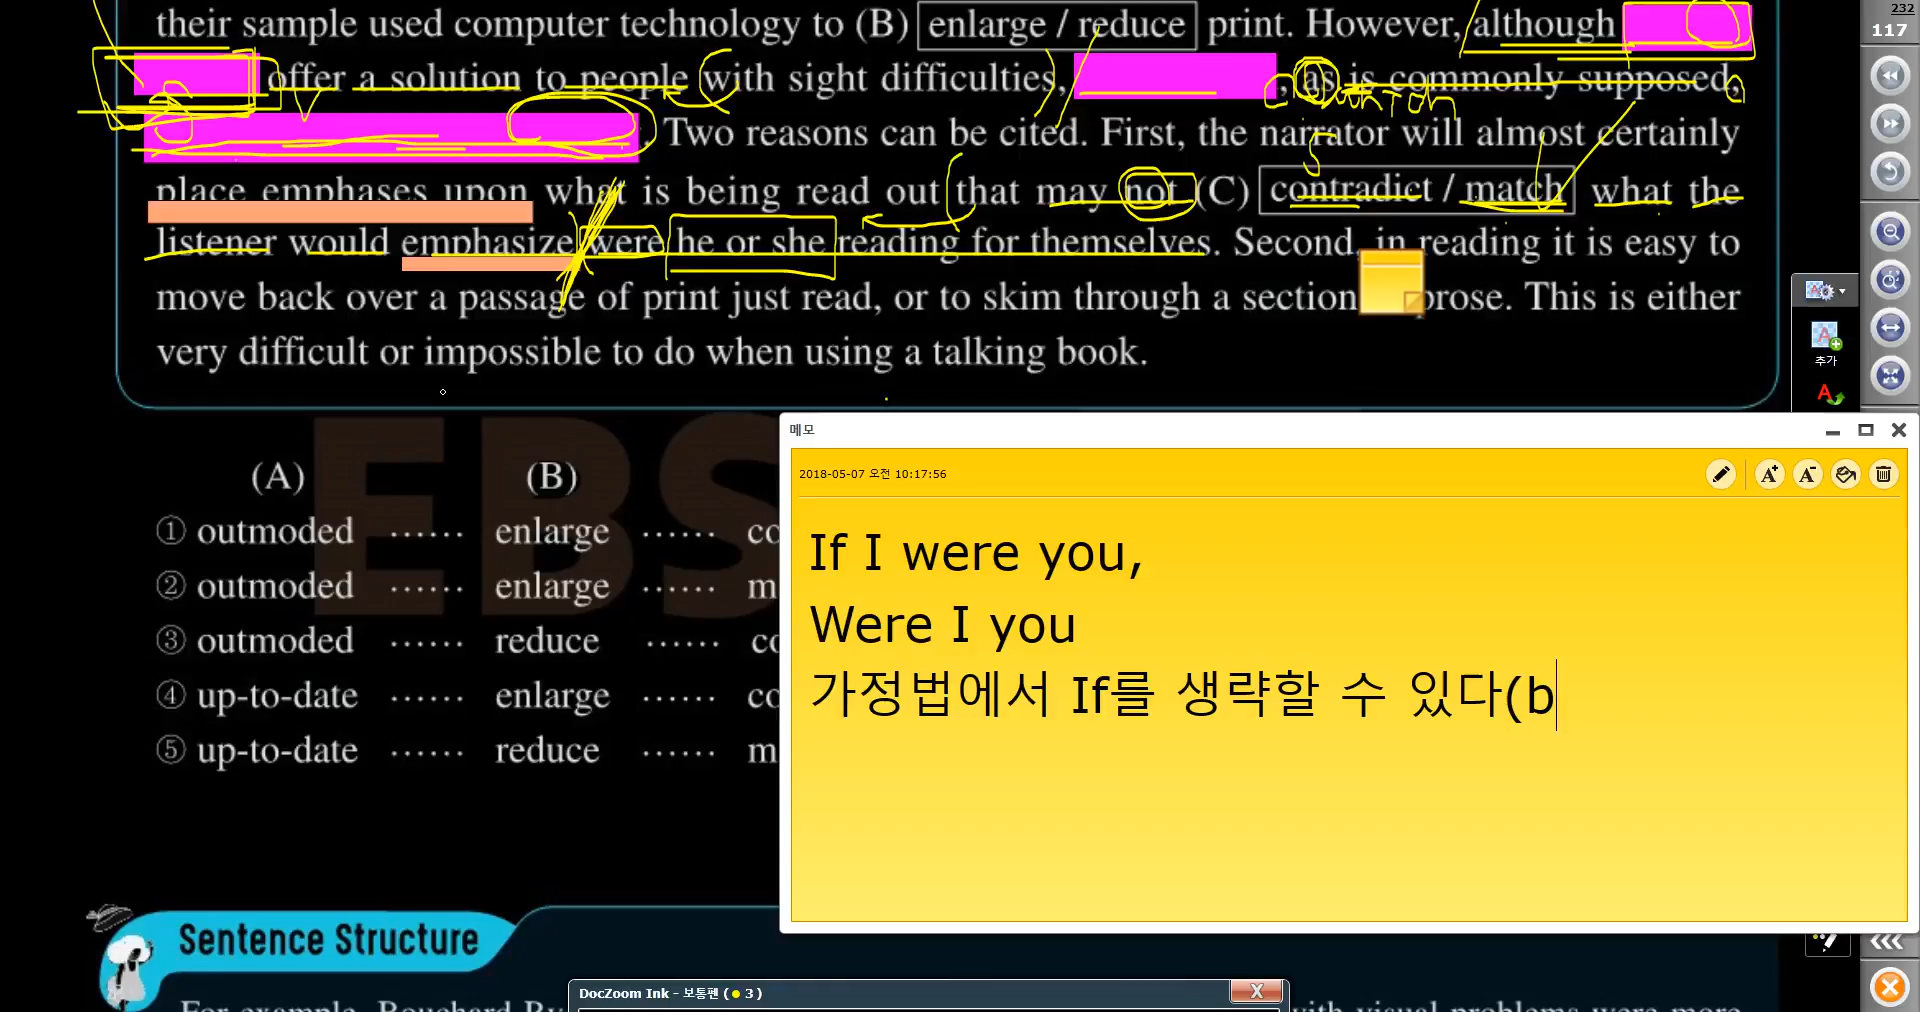 their sample used computer technology to (B) enlarge / reduce print. However, although
offer a solution to people with sight difficulties, , as is commonly supposed,
. Two reasons can be cited. First, the narrator will almost certainly
place emphases upon what is being read out that may not (C) contradict / match what the
listener would emphasize were he or she reading for themselves. Second, in reading it is easy to
move back over a passage of print just read, or to skim through a section prose. This is either
very difficult or impossible to do when using a talking book.
S
V
232
117
추가
EBS
(A) (B)
① outmoded ...... enlarge ...... co
② outmoded ...... enlarge ...... m
③ outmoded ...... reduce ...... co
④ up-to-date ...... enlarge ...... co
⑤ up-to-date ...... reduce ...... m
메모
2018-05-07 오전 10:17:56
If I were you,
Were I you
가정법에서 If를 생략할 수 있다(b
Sentence Structure
DocZoom Ink - 보통펜 ( 3 )
For example, Bouchard with visual problems were more